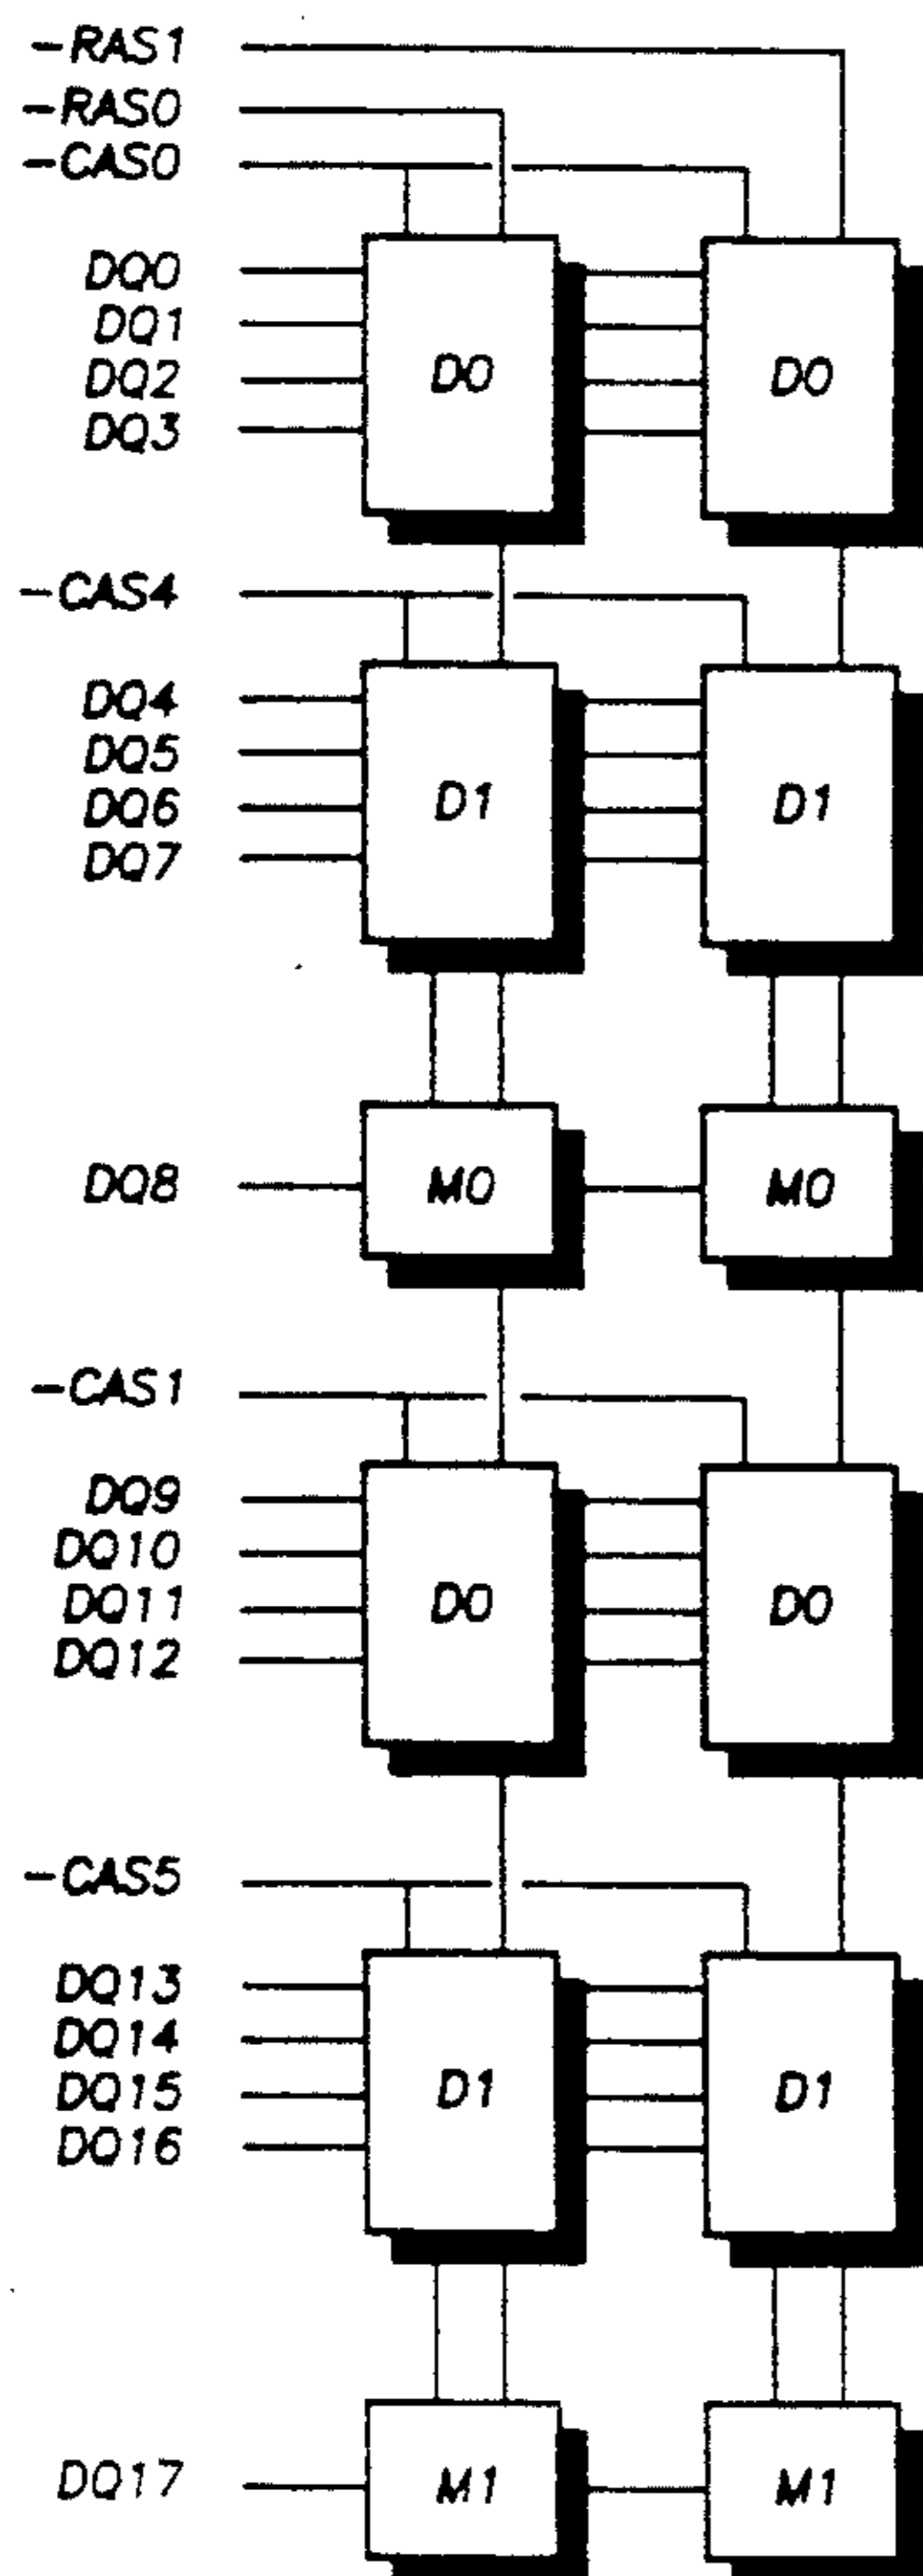 -RAS1
-RAS0
-CAS0
DQ0
DQ1
DQ2
DQ3
D0 D0
-CAS4
DQ4
DQ5
DQ6
DQ7
D1 D1
DQ8 M0 M0
-CAS1
DQ9
DQ10
DQ11
DQ12
D0 D0
-CAS5
DQ13
DQ14
DQ15
DQ16
D1 D1
DQ17 M1 M1